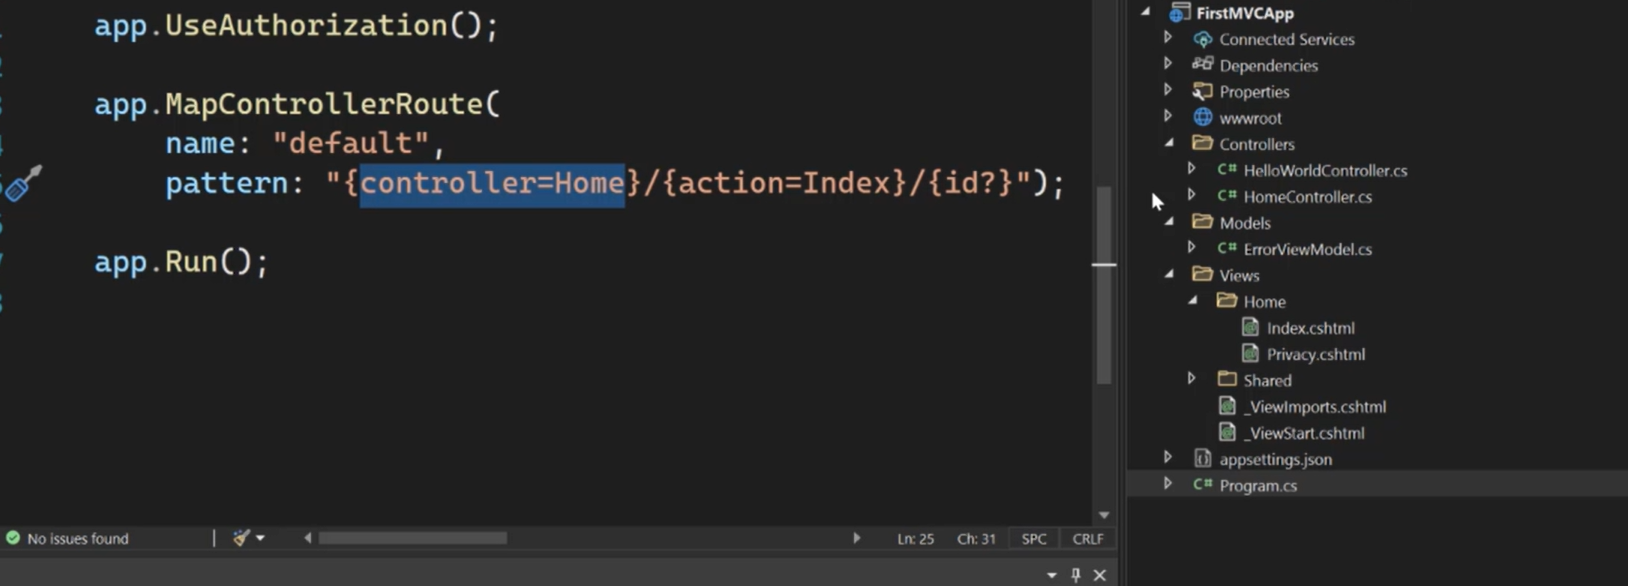 app.UseAuthorization();
app.MapControllerRoute(
name: "default",
pattern: "{controller=Home}/{action=Index}/{id?}");
app.Run();
No issues found
Ln: 25
Ch: 31
SPC
CRLF
FirstMVCApp
Connected Services
Dependencies
Properties
wwwroot
Controllers
C# HelloWorldController.cs
C# HomeController.cs
Models
C# ErrorViewModel.cs
Views
Home
Index.cshtml
Privacy.cshtml
Shared
_ViewImports.cshtml
_ViewStart.cshtml
appsettings.json
C# Program.cs